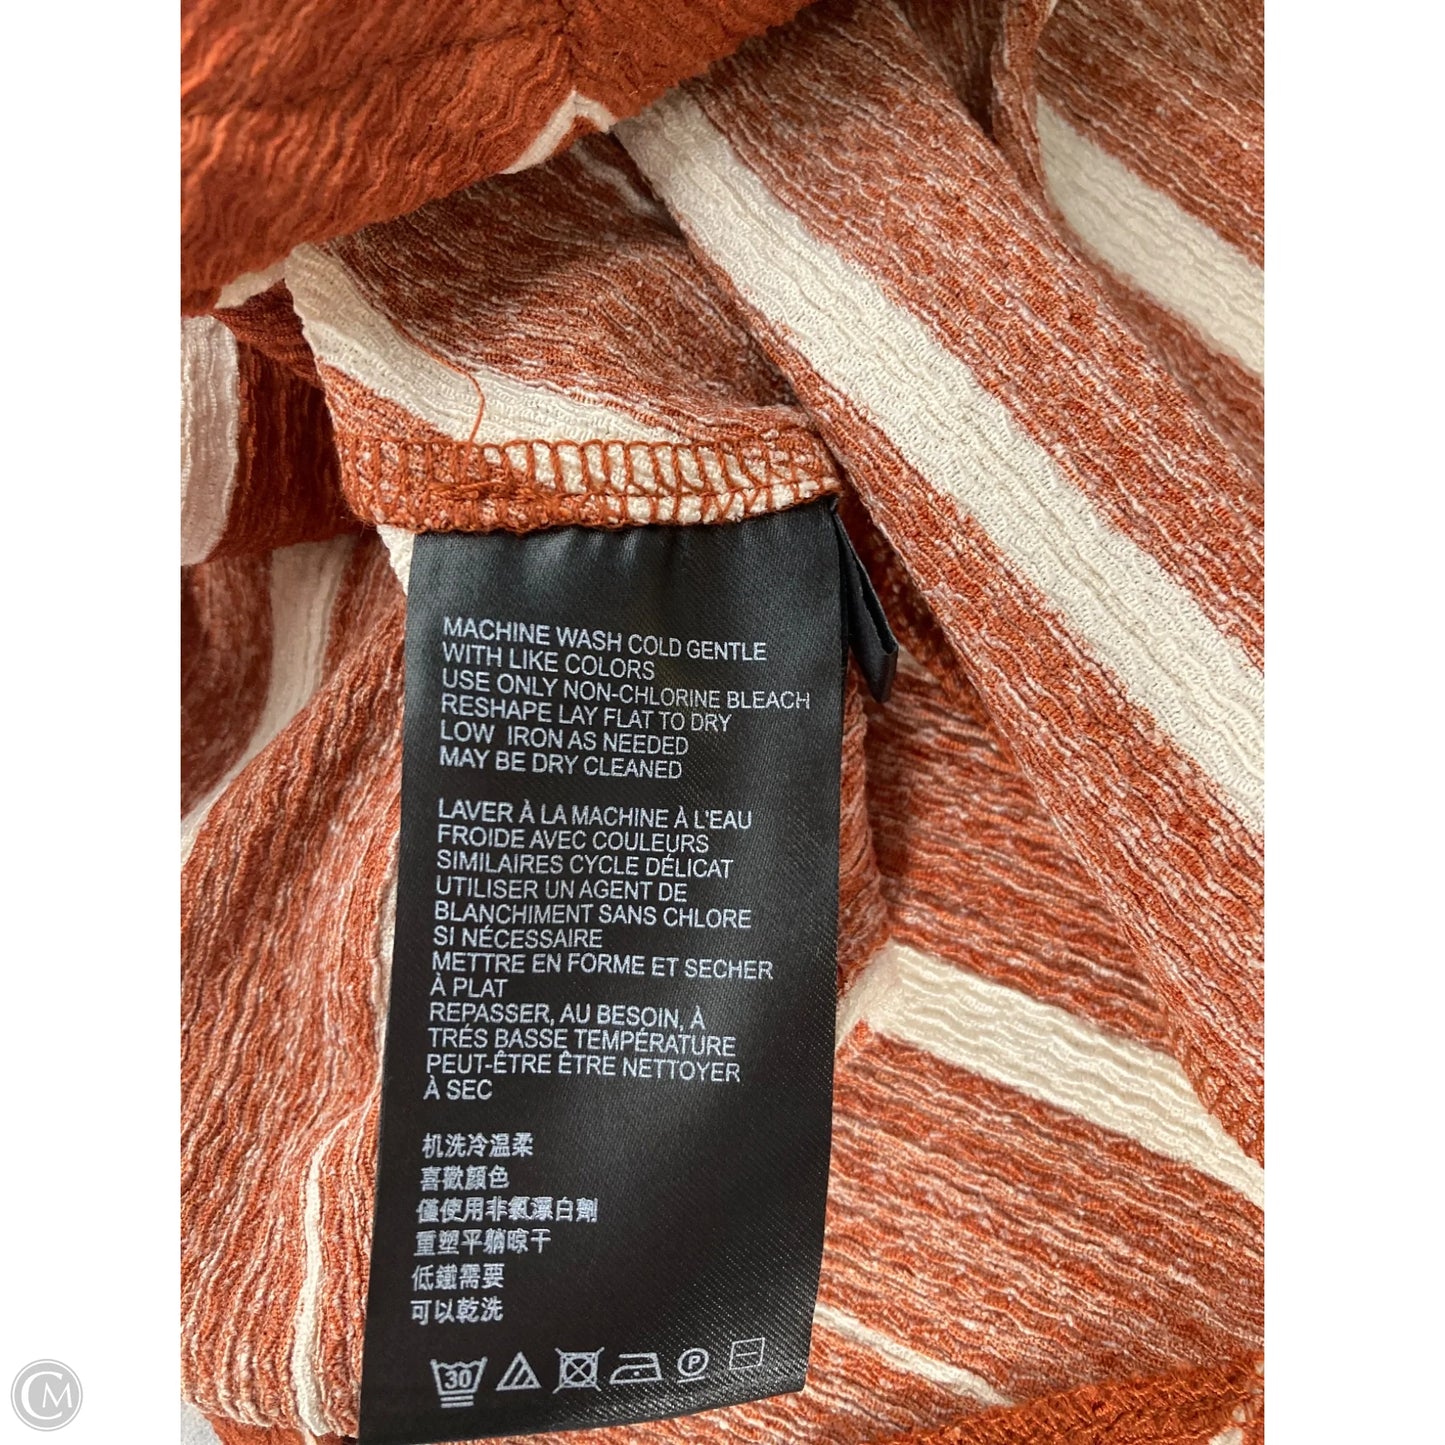 MACHINE WASH COLD GENTLE
WITH LIKE COLORS
USE ONLY NON-CHLORINE BLEACH
RESHAPE LAY FLAT TO DRY
LOW IRON AS NEEDED
MAY BE DRY CLEANED
LAVER À LA MACHINE À L'EAU
FROIDE AVEC COULEURS
SIMILAIRES CYCLE DÉLICAT
UTILISER UN AGENT DE
BLANCHIMENT SANS CHLORE
SI NÉCESSAIRE
METTRE EN FORME ET SECHER
À PLAT
REPASSER, AU BESOIN, À
TRÉS BASSE TEMPÉRATURE
PEUT-ÊTRE ÊTRE NETTOYER
À SEC
机洗冷温柔
喜歡顏色
僅使用非氯漂白劑
重塑平躺晾干
低鐵需要
可以乾洗
30 P
CM